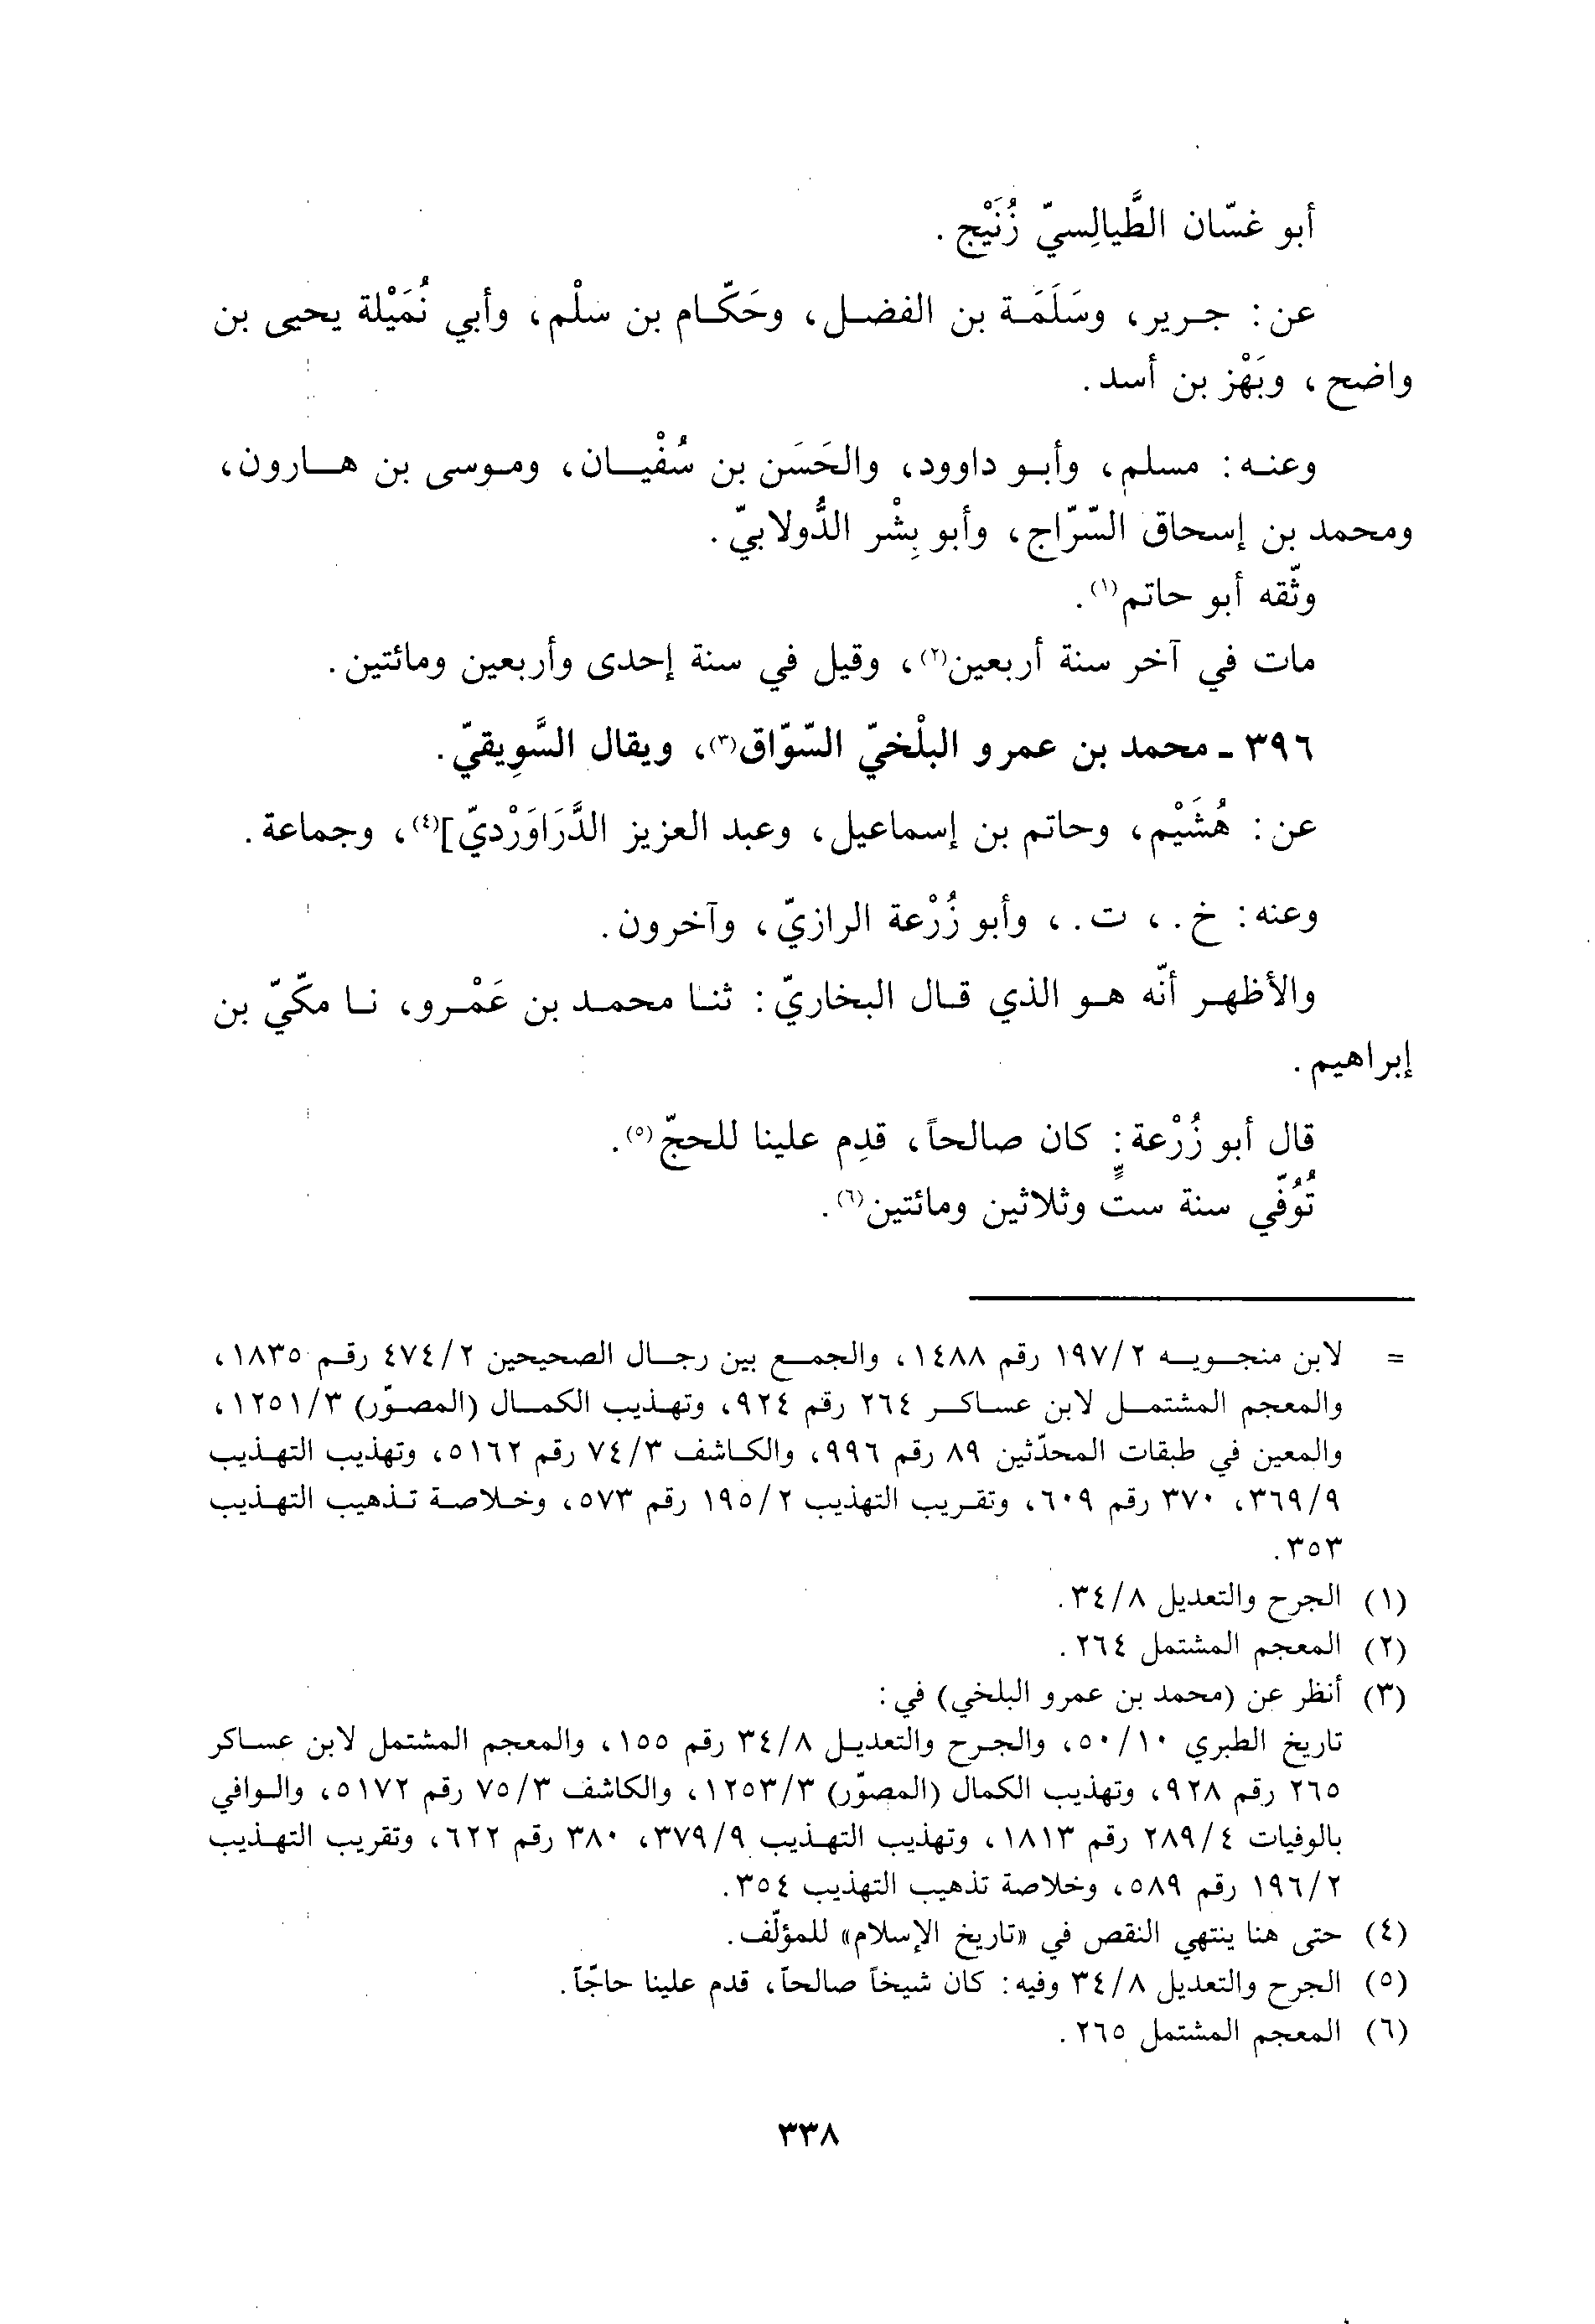 أبو غسّان الطَّيالِسيّ زُنَيْج.
عن: جرير، وسَلَمَة بن الفضل، وحَكّام بن سلْم، وأبي نُمَيْلة يحيى بن
واضح، وبَهْز بن أسد.
وعنه: مسلم، وأبو داوود، والحَسَن بن سُفْيان، وموسى بن هارون،
ومحمد بن إسحاق السّرّاج، وأبو بِشْر الدُّولابيّ.
وثّقه أبو حاتم(١).
مات في آخر سنة أربعين(٢)، وقيل في سنة إحدى وأربعين ومائتين.
٣٩٦ - محمد بن عمرو البلْخيّ السّوّاق(٣)، ويقال السَّوِيقيّ.
عن: هُشَيْم، وحاتم بن إسماعيل، وعبد العزيز الدَّرَاوَرْديّ](٤)، وجماعة.
وعنه: خ.، ت.، وأبو زُرْعة الرازيّ، وآخرون.
والأظهر أنّه هو الذي قال البخاريّ: ثنا محمد بن عَمْرو، نا مكّيّ بن
إبراهيم.
قال أبو زُرْعة: كان صالحاً، قدِم علينا للحجّ(٥).
تُوُفّي سنة ستٍّ وثلاثين ومائتين(٦).
= لابن منجويه ١٩٧/٢ رقم ١٤٨٨، والجمع بين رجال الصحيحين ٤٧٤/٢ رقم ١٨٣٥،
والمعجم المشتمل لابن عساكر ٢٦٤ رقم ٩٢٤، وتهذيب الكمال (المصوّر) ١٢٥١/٣،
والمعين في طبقات المحدّثين ٨٩ رقم ٩٩٦، والكاشف ٧٤/٣ رقم ٥١٦٢، وتهذيب التهذيب
٣٦٩/٩، ٣٧٠ رقم ٦٠٩، وتقريب التهذيب ١٩٥/٢ رقم ٥٧٣، وخلاصة تذهيب التهذيب
٣٥٣.
(١) الجرح والتعديل ٣٤/٨.
(٢) المعجم المشتمل ٢٦٤.
(٣) أنظر عن (محمد بن عمرو البلخي) في:
تاريخ الطبري ٥٠/١٠، والجرح والتعديل ٣٤/٨ رقم ١٥٥، والمعجم المشتمل لابن عساكر
٢٦٥ رقم ٩٢٨، وتهذيب الكمال (المصوّر) ١٢٥٣/٣، والكاشف ٧٥/٣ رقم ٥١٧٢، والوافي
بالوفيات ٢٨٩/٤ رقم ١٨١٣، وتهذيب التهذيب ٣٧٩/٩، ٣٨٠ رقم ٦٢٢، وتقريب التهذيب
١٩٦/٢ رقم ٥٨٩، وخلاصة تذهيب التهذيب ٣٥٤.
(٤) حتى هنا ينتهي النقص في «تاريخ الإسلام» للمؤلّف.
(٥) الجرح والتعديل ٣٤/٨ وفيه: كان شيخاً صالحاً، قدم علينا حاجّاً.
(٦) المعجم المشتمل ٢٦٥.
٣٣٨